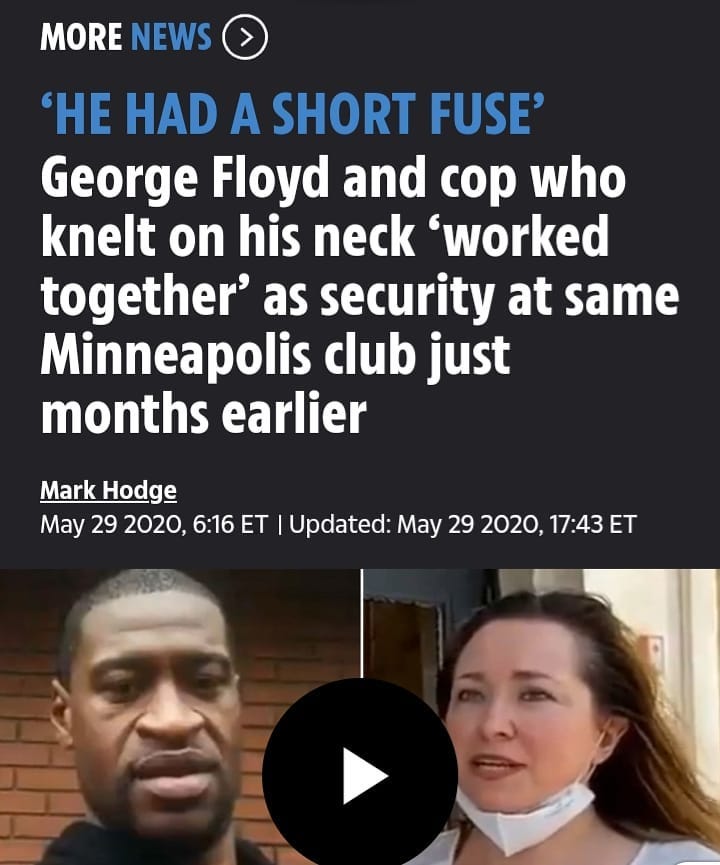 MORE NEWS
‘HE HAD A SHORT FUSE’
George Floyd and cop who
knelt on his neck ‘worked
together’ as security at same
Minneapolis club just
months earlier
Mark Hodge
May 29 2020, 6:16 ET | Updated: May 29 2020, 17:43 ET